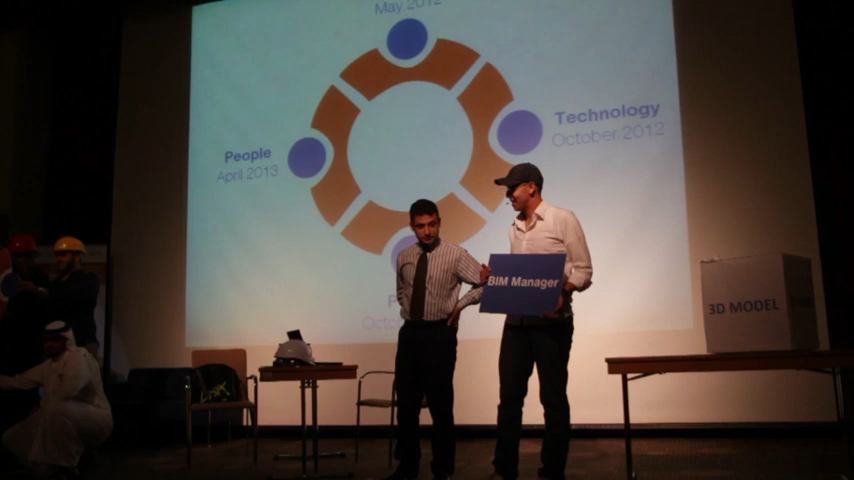 May 2012
Technology
October 2012
People
April 2013
BIM Manager
3D MODEL